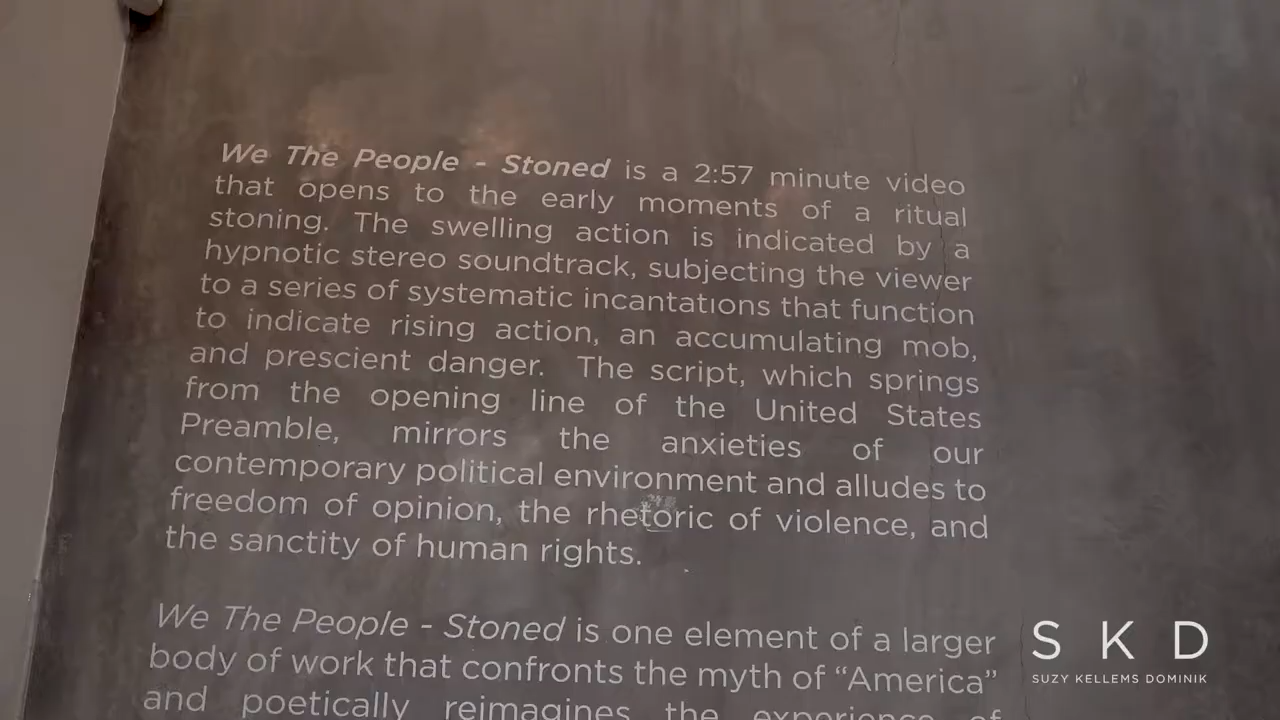 We The People - Stoned is a 2:57 minute video
that opens to the early moments of a ritual
stoning. The swelling action is indicated by a
hypnotic stereo soundtrack, subjecting the viewer
to a series of systematic incantations that function
to indicate rising action, an accumulating mob,
and prescient danger. The script, which springs
from the opening line of the United States
Preamble, mirrors the anxieties of our
contemporary political environment and alludes to
freedom of opinion, the rhetoric of violence, and
the sanctity of human rights.
We The People - Stoned is one element of a larger
body of work that confronts the myth of “America”
and poetically reimagines the experience of
S K D
SUZY KELLEMS DOMINIK